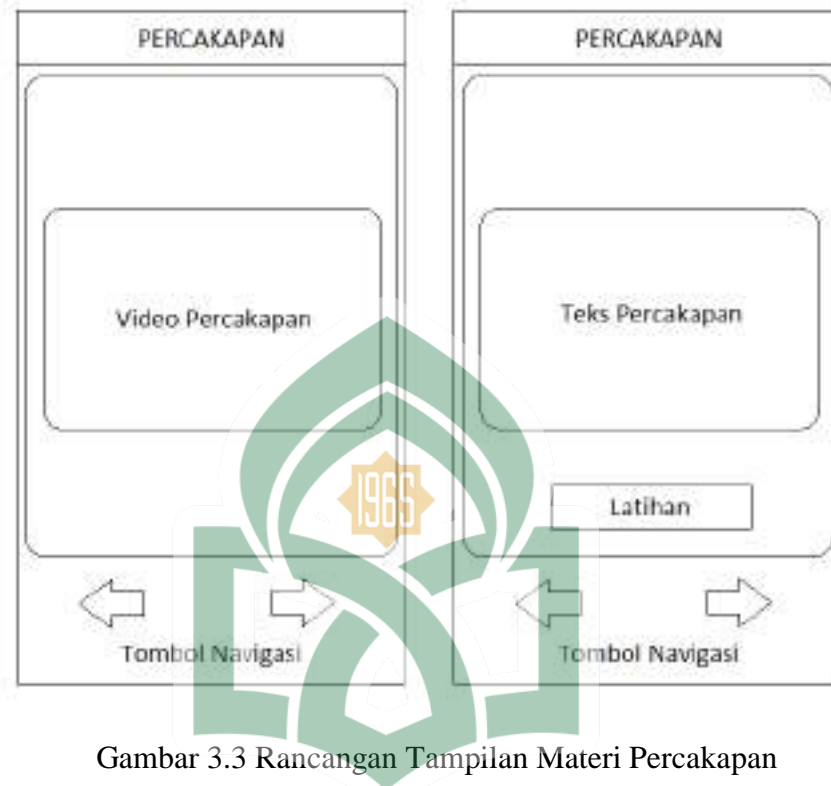 PERCAKAPAN
Video Percakapan
Tombol Navigasi
PERCAKAPAN
Teks Percakapan
Latihan
Tombol Navigasi
1965
Gambar 3.3 Rancangan Tampilan Materi Percakapan